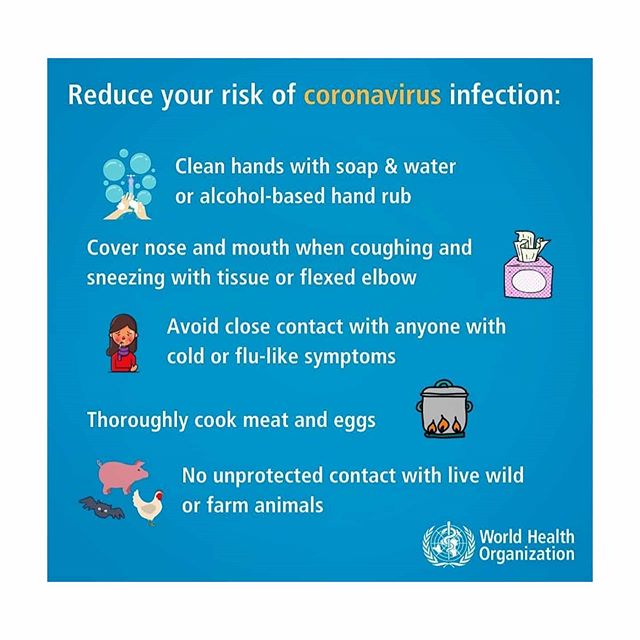 Reduce your risk of coronavirus infection:
Clean hands with soap & water
or alcohol-based hand rub
Cover nose and mouth when coughing and
sneezing with tissue or flexed elbow
Avoid close contact with anyone with
cold or flu-like symptoms
Thoroughly cook meat and eggs
No unprotected contact with live wild
or farm animals
World Health
Organization